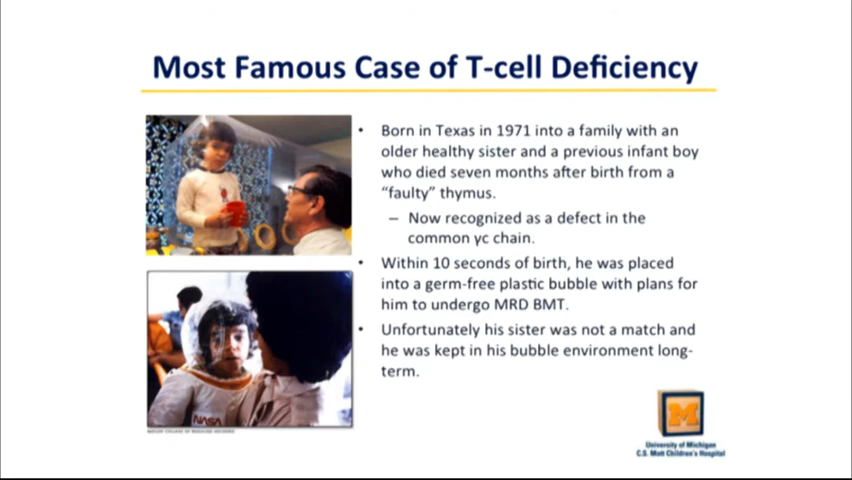 Most Famous Case of T-cell Deficiency
• Born in Texas in 1971 into a family with an
older healthy sister and a previous infant boy
who died seven months after birth from a
“faulty” thymus.
– Now recognized as a defect in the
common γc chain.
• Within 10 seconds of birth, he was placed
into a germ-free plastic bubble with plans for
him to undergo MRD BMT.
• Unfortunately his sister was not a match and
he was kept in his bubble environment long-
term.
NASA
M
University of Michigan
C.S. Mott Children's Hospital